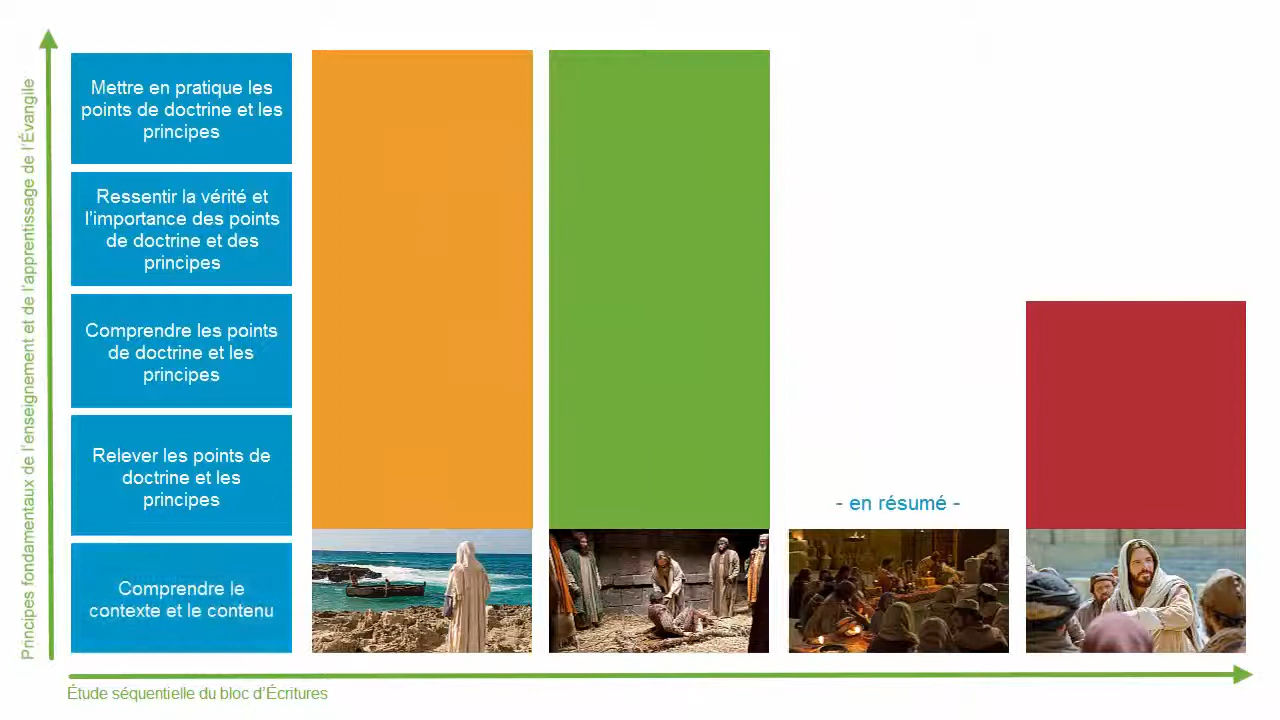 Principes fondamentaux de l'enseignement et de l'apprentissage de l'Évangile
Mettre en pratique les
points de doctrine et les
principes
Ressentir la vérité et
l'importance des points
de doctrine et des
principes
Comprendre les points
de doctrine et les
principes
Relever les points de
doctrine et les
principes
Comprendre le
contexte et le contenu
- en résumé -
Étude séquentielle du bloc d'Écritures